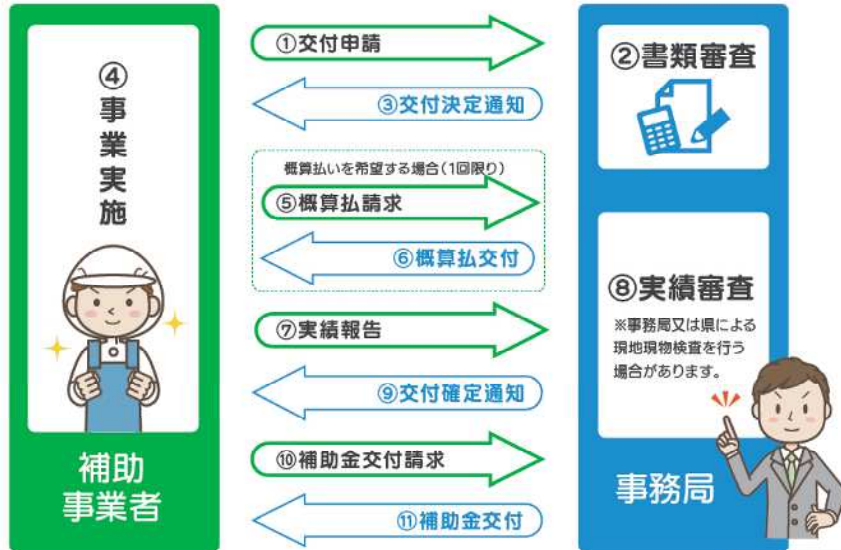 ①交付申請
②書類審査
③交付決定通知
④事業実施
概算払いを希望する場合(1回限り)
⑤概算払請求
⑥概算払交付
⑦実績報告
⑧実績審査
※事務局又は県による
現地現物検査を行う
場合があります。
⑨交付確定通知
⑩補助金交付請求
⑪補助金交付
補助
事業者
事務局